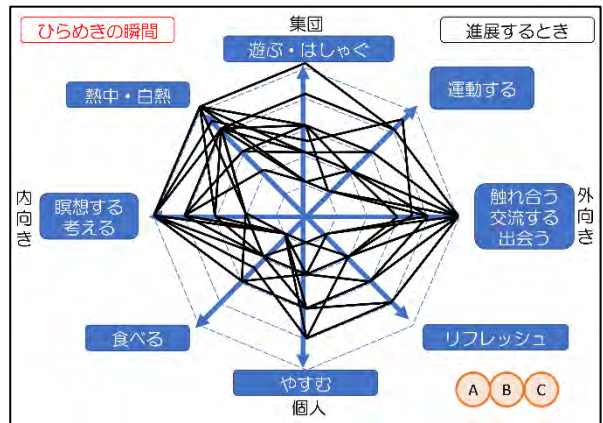 ひらめきの瞬間
集団
進展するとき
遊ぶ・はしゃぐ
熱中・白熱
運動する
内向き
瞑想する
考える
触れ合う
交流する
出会う
外向き
食べる
リフレッシュ
やすむ
個人
A B C